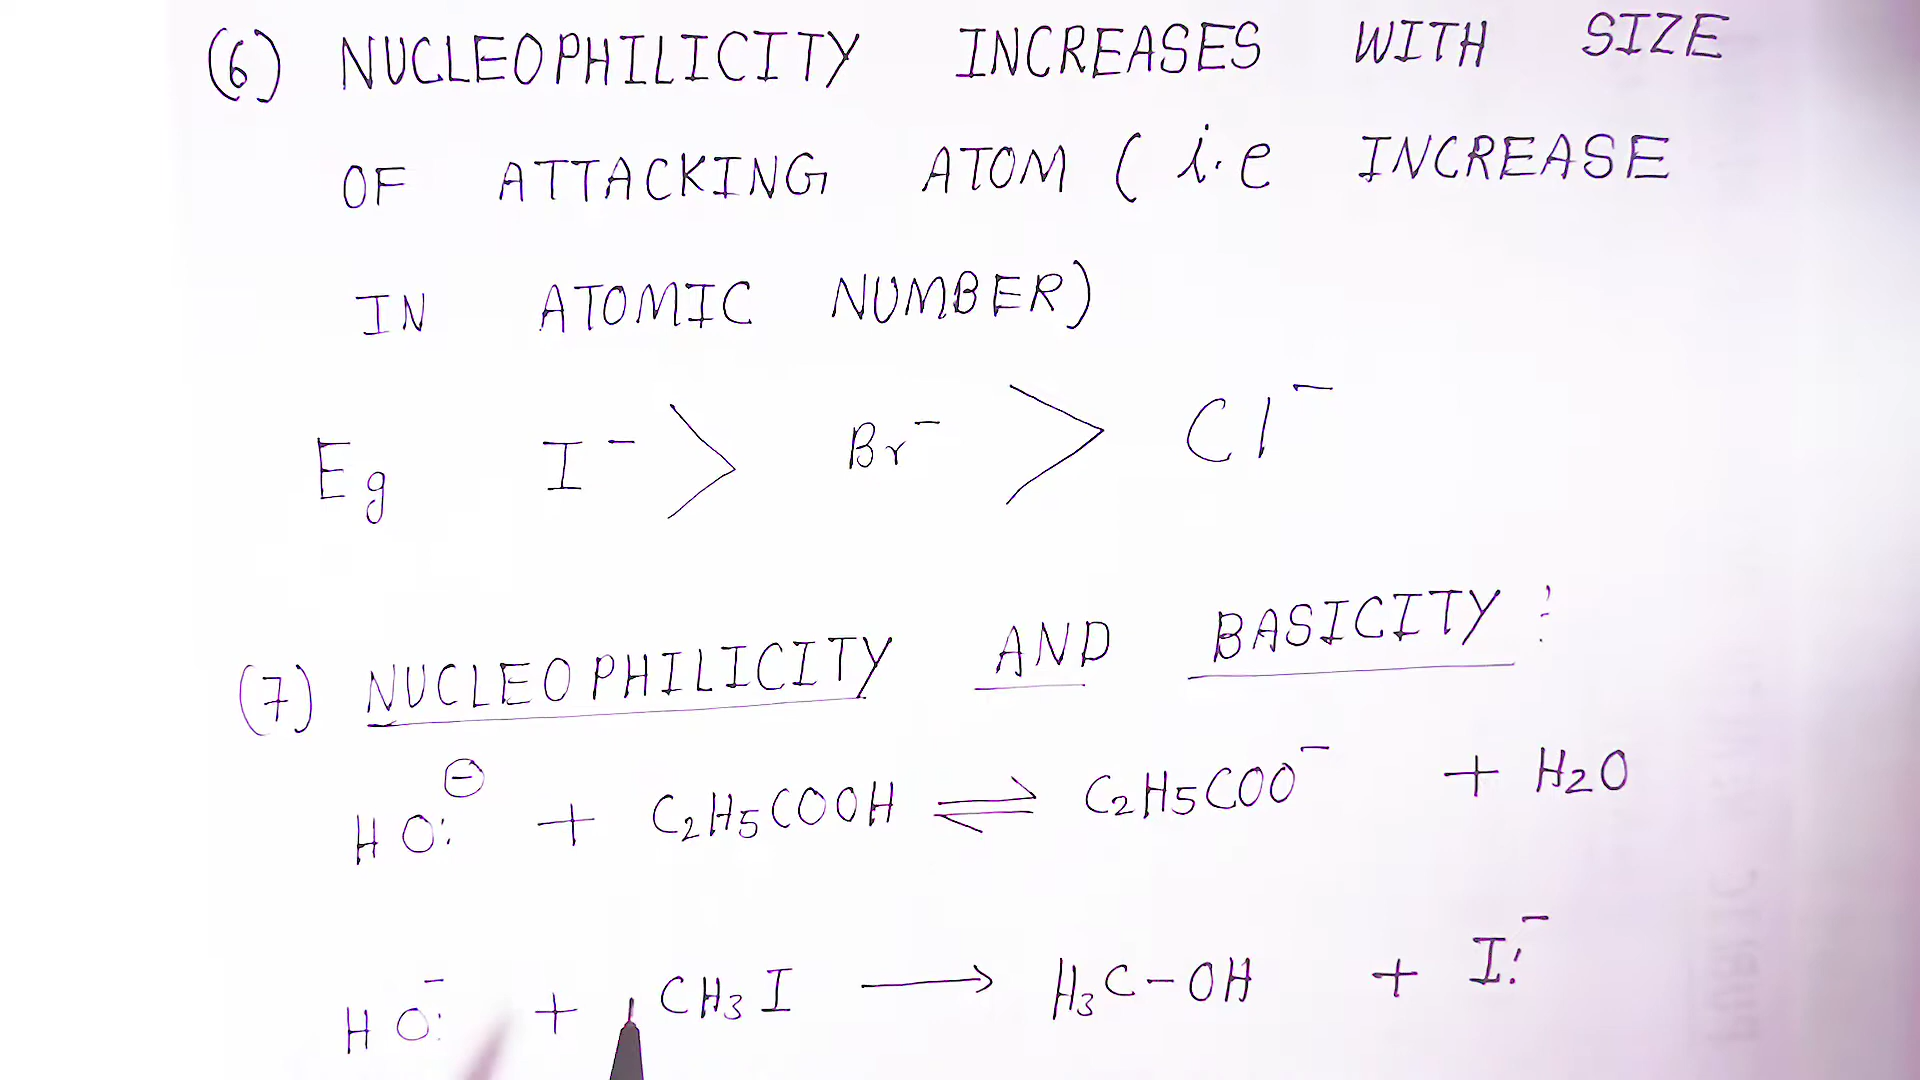 (6) NUCLEOPHILICITY INCREASES WITH SIZE
OF ATTACKING ATOM ( i.e INCREASE
IN ATOMIC NUMBER)
Eg I⁻ > Br⁻ > Cl⁻
(7) NUCLEOPHILICITY AND BASICITY :
HO:⊖ + C₂H₅COOH ⇌ C₂H₅COO⁻ + H₂O
HO:⁻ + CH₃I → H₃C-OH + I:⁻